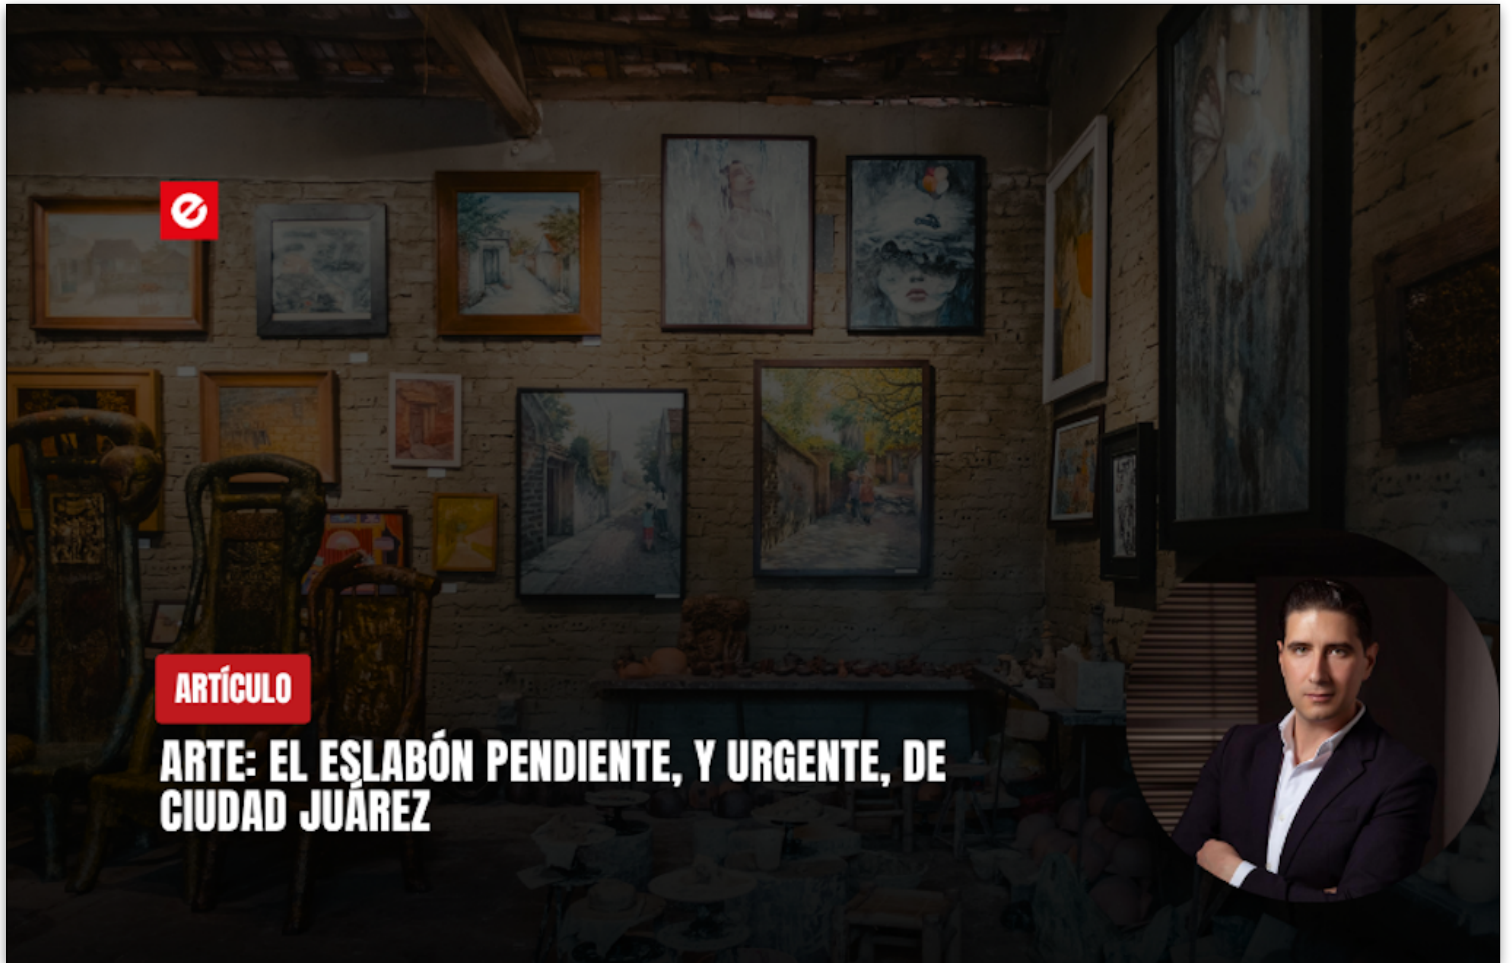 e
ARTÍCULO
ARTE: EL ESLABÓN PENDIENTE, Y URGENTE, DE
CIUDAD JUÁREZ